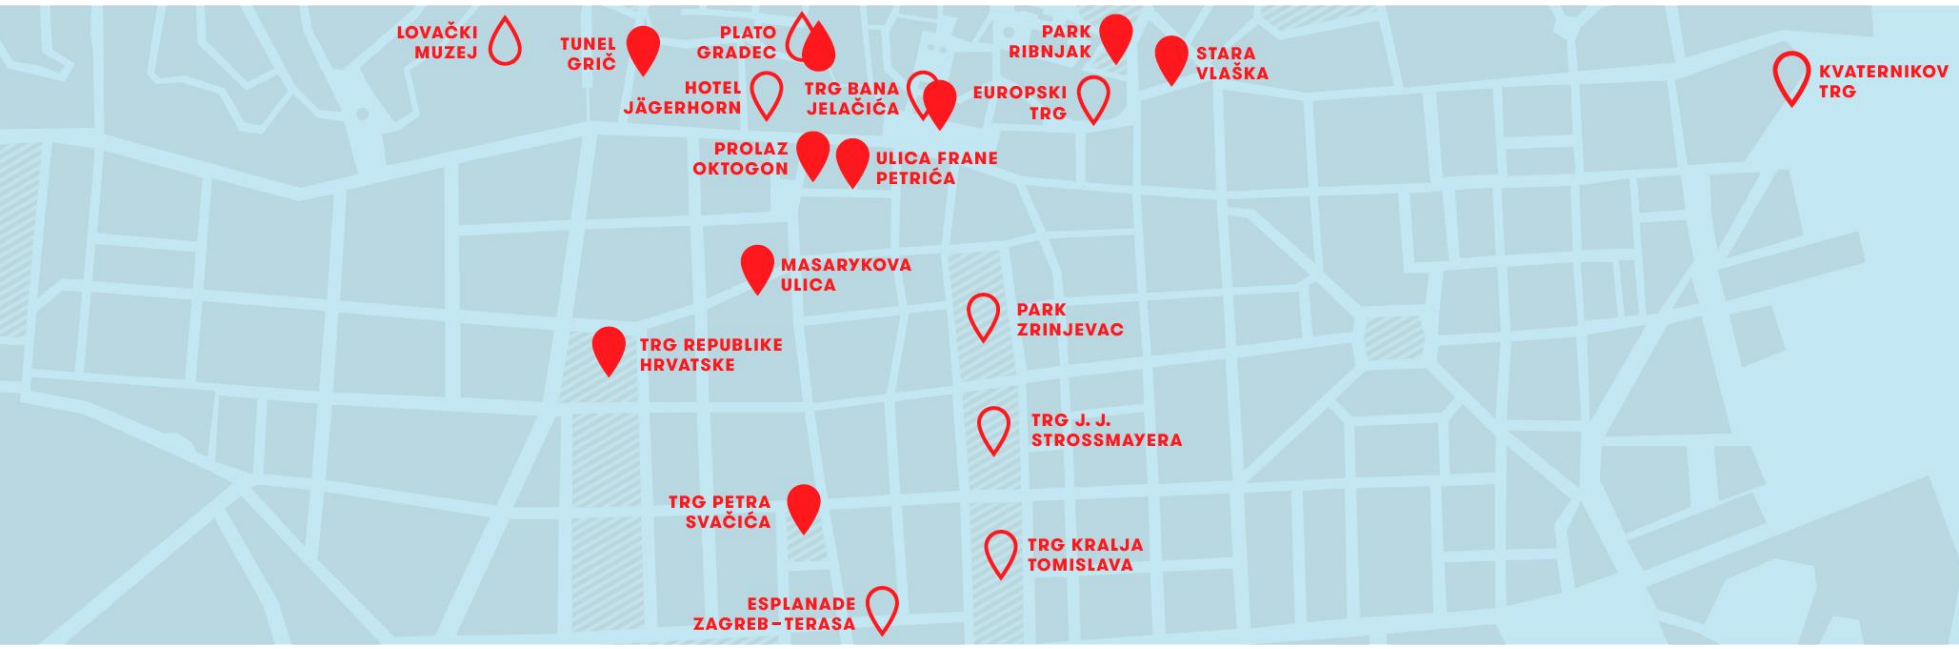 LOVAČKI
MUZEJ
TUNEL
GRIČ
PLATO
GRADEC
PARK
RIBNJAK
STARA
VLAŠKA
KVATERNIKOV
TRG
HOTEL
JÄGERHORN
TRG BANA
JELAČIĆA
EUROPSKI
TRG
PROLAZ
OKTOGON
ULICA FRANE
PETRIĆA
MASARYKOVA
ULICA
PARK
ZRINJEVAC
TRG REPUBLIKE
HRVATSKE
TRG J. J.
STROSSMAYERA
TRG PETRA
SVAČIĆA
TRG KRALJA
TOMISLAVA
ESPLANADE
ZAGREB–TERASA